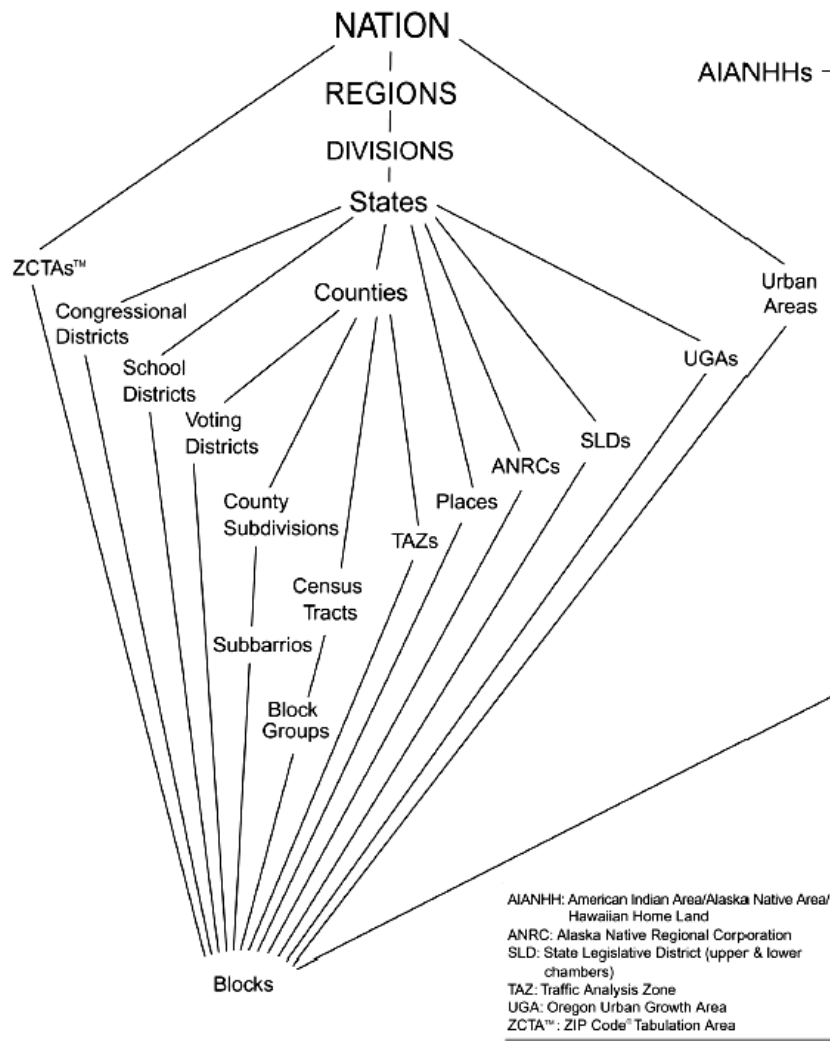 NATION
AIANHHs
REGIONS
DIVISIONS
States
ZCTAs™
Urban
Areas
Counties
Congressional
Districts
UGAs
School
Districts
Voting
Districts
SLDs
ANRCs
County
Subdivisions
Places
TAZs
Census
Tracts
Subbarrios
Block
Groups
Blocks
AIANHH: American Indian Area/Alaska Native Area/
Hawaiian Home Land
ANRC: Alaska Native Regional Corporation
SLD: State Legislative District (upper & lower
chambers)
TAZ: Traffic Analysis Zone
UGA: Oregon Urban Growth Area
ZCTA™: ZIP Code® Tabulation Area